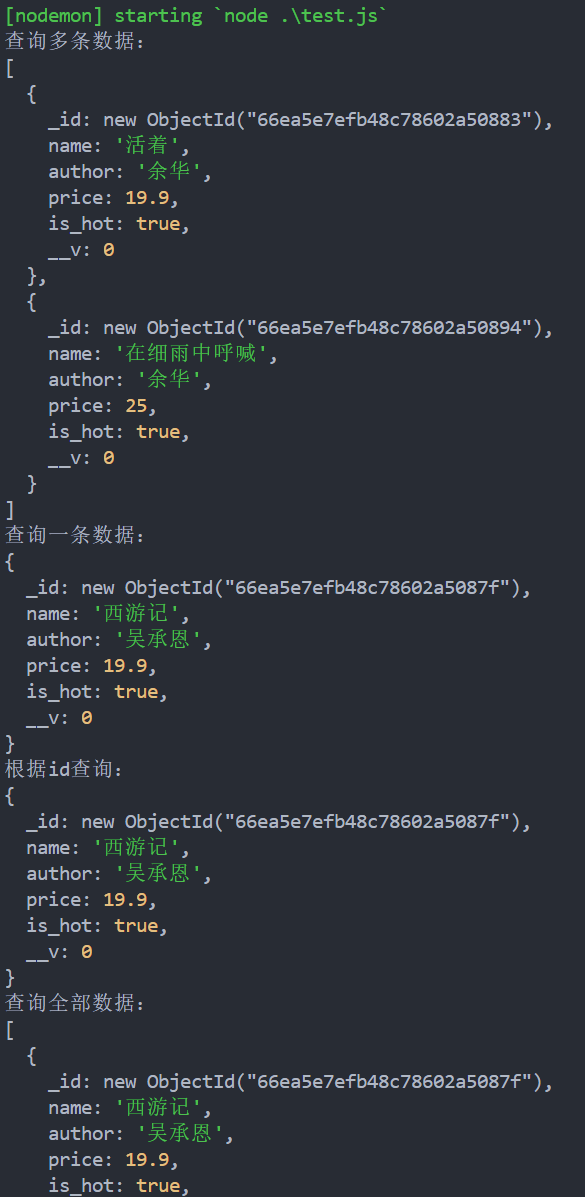 [nodemon] starting `node .\test.js`
查询多条数据：
[
  {
    _id: new ObjectId("66ea5e7efb48c78602a50883"),
    name: '活着',
    author: '余华',
    price: 19.9,
    is_hot: true,
    __v: 0
  },
  {
    _id: new ObjectId("66ea5e7efb48c78602a50894"),
    name: '在细雨中呼喊',
    author: '余华',
    price: 25,
    is_hot: true,
    __v: 0
  }
]
查询一条数据：
{
  _id: new ObjectId("66ea5e7efb48c78602a5087f"),
  name: '西游记',
  author: '吴承恩',
  price: 19.9,
  is_hot: true,
  __v: 0
}
根据id查询：
{
  _id: new ObjectId("66ea5e7efb48c78602a5087f"),
  name: '西游记',
  author: '吴承恩',
  price: 19.9,
  is_hot: true,
  __v: 0
}
查询全部数据：
[
  {
    _id: new ObjectId("66ea5e7efb48c78602a5087f"),
    name: '西游记',
    author: '吴承恩',
    price: 19.9,
    is_hot: true,